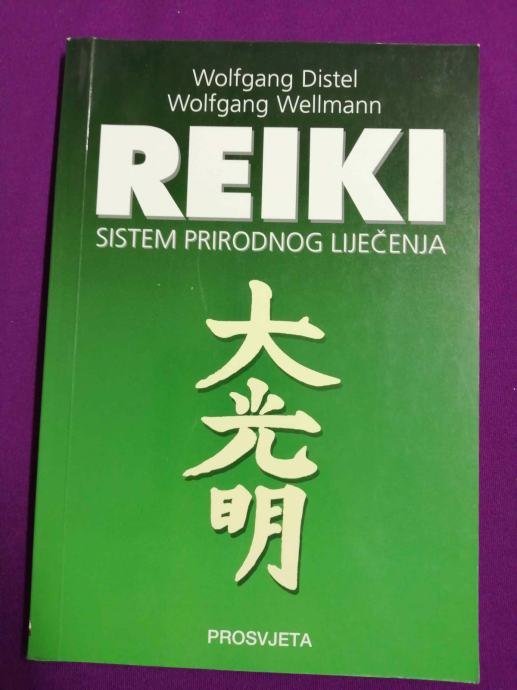 Wolfgang Distel
Wolfgang Wellmann
REIKI
SISTEM PRIRODNOG LIJEČENJA
大
光
明
PROSVJETA